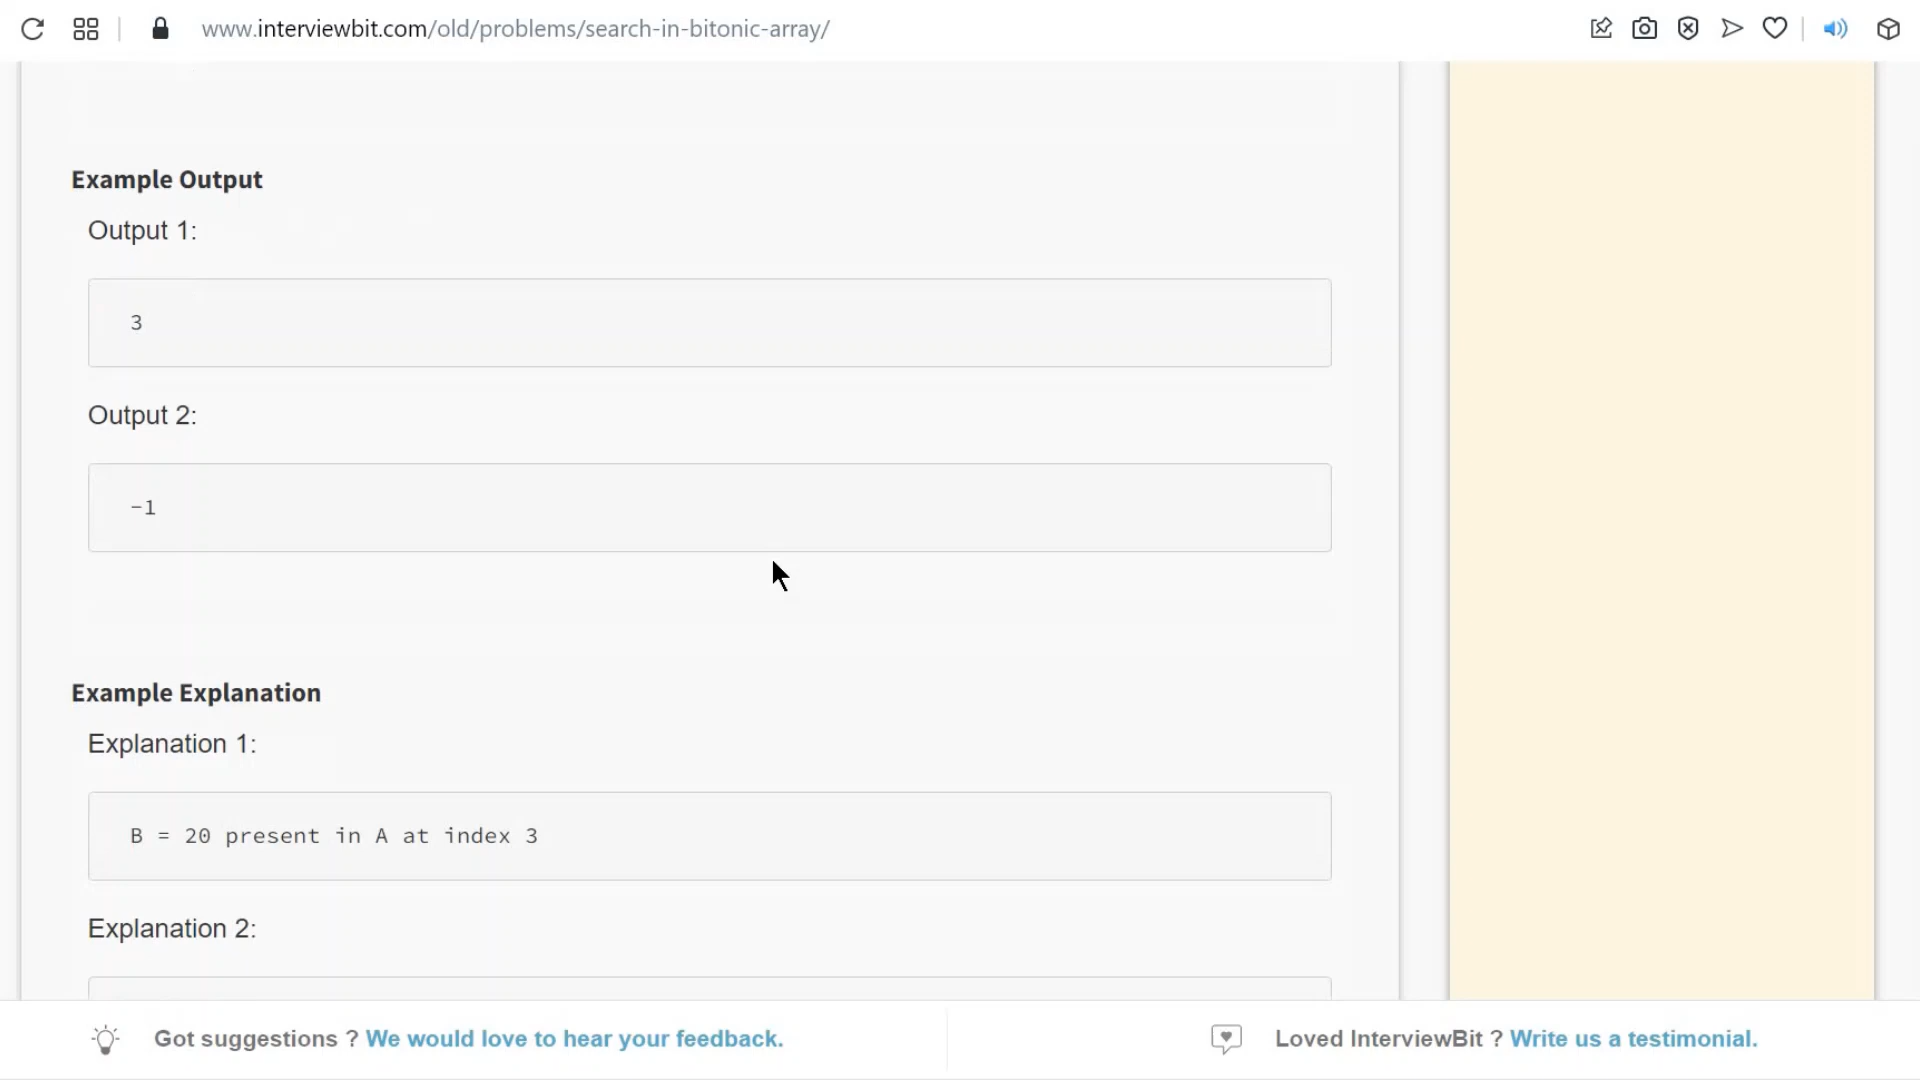 www.interviewbit.com/old/problems/search-in-bitonic-array/
Example Output
Output 1:
3
Output 2:
-1
Example Explanation
Explanation 1:
B = 20 present in A at index 3
Explanation 2:
Got suggestions ? We would love to hear your feedback.
Loved InterviewBit ? Write us a testimonial.